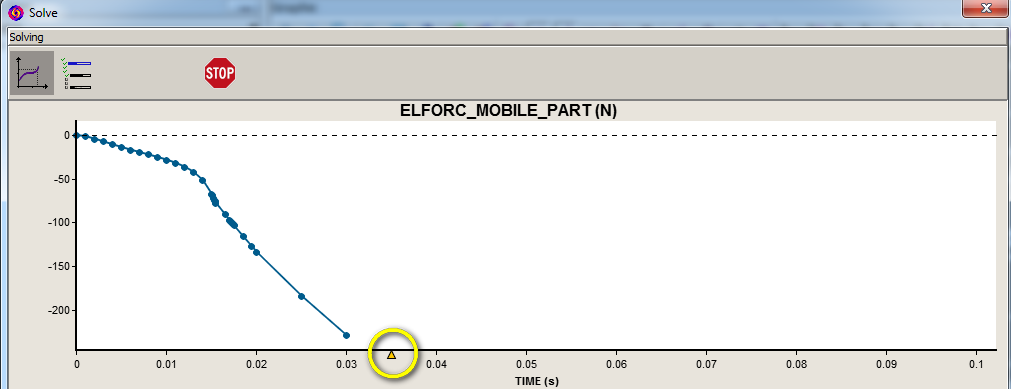 Solve
Solving
STOP
ELFORC_MOBILE_PART (N)
0
-50
-100
-150
-200
0 0.01 0.02 0.03 0.04 0.05 0.06 0.07 0.08 0.09 0.1
TIME (s)